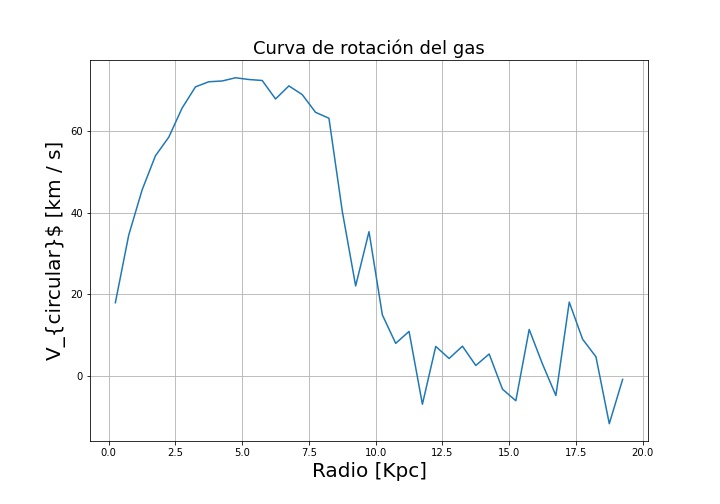 Curva de rotación del gas
V_{circular}$ [km / s]
60
40
20
0
0.0 2.5 5.0 7.5 10.0 12.5 15.0 17.5 20.0
Radio [Kpc]